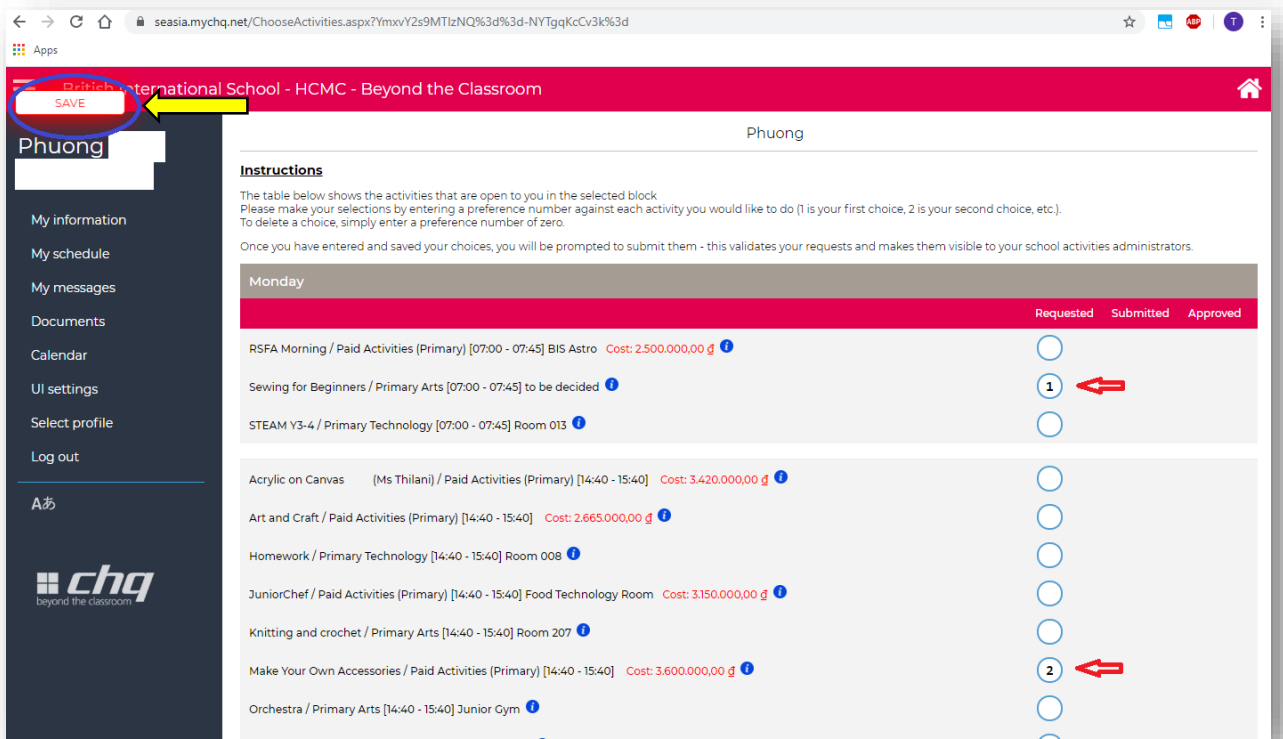 seasia.mychq.net/ChooseActivities.aspx?YmxvY2s9MTIzNQ%3d%3d-NYTgqKcCv3k%3d
ABP
T
Apps
British International School - HCMC - Beyond the Classroom
SAVE
Phuong
My information
My schedule
My messages
Documents
Calendar
UI settings
Select profile
Log out
Aあ
chq
beyond the classroom
Phuong
Instructions
The table below shows the activities that are open to you in the selected block
Please make your selections by entering a preference number against each activity you would like to do (1 is your first choice, 2 is your second choice, etc.).
To delete a choice, simply enter a preference number of zero.
Once you have entered and saved your choices, you will be prompted to submit them - this validates your requests and makes them visible to your school activities administrators.
Monday
Requested Submitted Approved
RSFA Morning / Paid Activities (Primary) [07:00 - 07:45] BIS Astro Cost: 2.500.000,00 ₫
Sewing for Beginners / Primary Arts [07:00 - 07:45] to be decided 1
STEAM Y3-4 / Primary Technology [07:00 - 07:45] Room 013
Acrylic on Canvas (Ms Thilani) / Paid Activities (Primary) [14:40 - 15:40] Cost: 3.420.000,00 ₫
Art and Craft / Paid Activities (Primary) [14:40 - 15:40] Cost: 2.665.000,00 ₫
Homework / Primary Technology [14:40 - 15:40] Room 008
JuniorChef / Paid Activities (Primary) [14:40 - 15:40] Food Technology Room Cost: 3.150.000,00 ₫
Knitting and crochet / Primary Arts [14:40 - 15:40] Room 207
Make Your Own Accessories / Paid Activities (Primary) [14:40 - 15:40] Cost: 3.600.000,00 ₫ 2
Orchestra / Primary Arts [14:40 - 15:40] Junior Gym